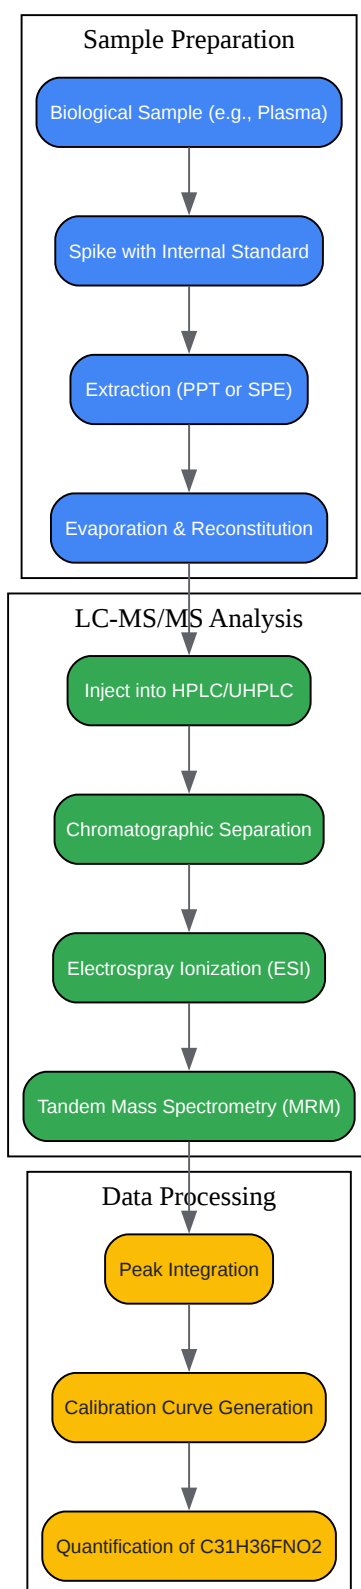 Sample Preparation
Biological Sample (e.g., Plasma)
Spike with Internal Standard
Extraction (PPT or SPE)
Evaporation & Reconstitution
LC-MS/MS Analysis
Inject into HPLC/UHPLC
Chromatographic Separation
Electrospray Ionization (ESI)
Tandem Mass Spectrometry (MRM)
Data Processing
Peak Integration
Calibration Curve Generation
Quantification of C31H36FNO2